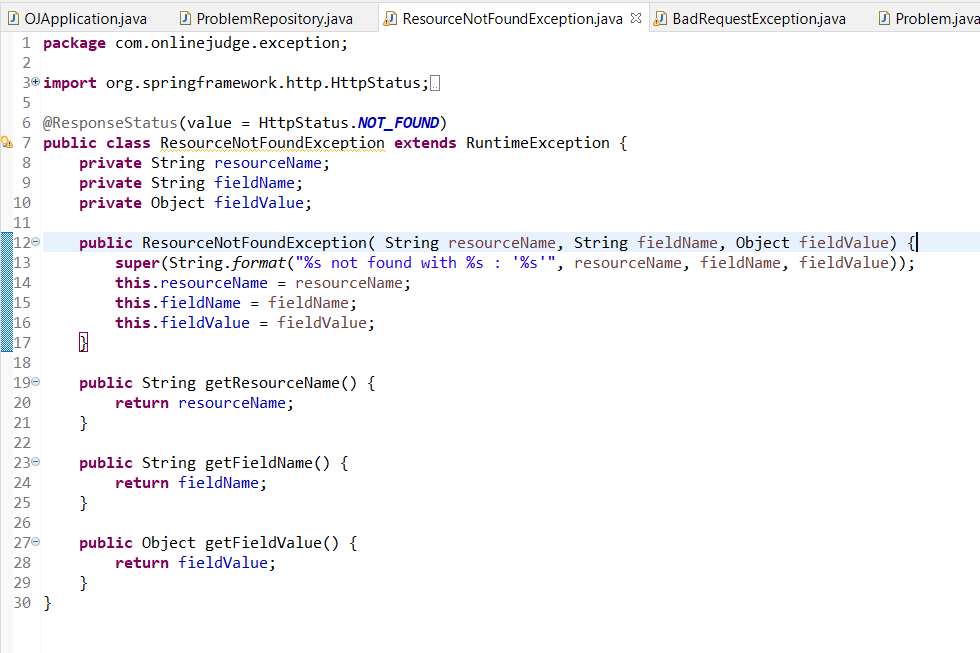 OJApplication.java ProblemRepository.java ResourceNotFoundException.java BadRequestException.java Problem.java
1 package com.onlinejudge.exception;
2
3 import org.springframework.http.HttpStatus;
5
6 @ResponseStatus(value = HttpStatus.NOT_FOUND)
7 public class ResourceNotFoundException extends RuntimeException {
8     private String resourceName;
9     private String fieldName;
10     private Object fieldValue;
11
12     public ResourceNotFoundException( String resourceName, String fieldName, Object fieldValue) {
13         super(String.format("%s not found with %s : '%s'", resourceName, fieldName, fieldValue));
14         this.resourceName = resourceName;
15         this.fieldName = fieldName;
16         this.fieldValue = fieldValue;
17     }
18
19     public String getResourceName() {
20         return resourceName;
21     }
22
23     public String getFieldName() {
24         return fieldName;
25     }
26
27     public Object getFieldValue() {
28         return fieldValue;
29     }
30 }